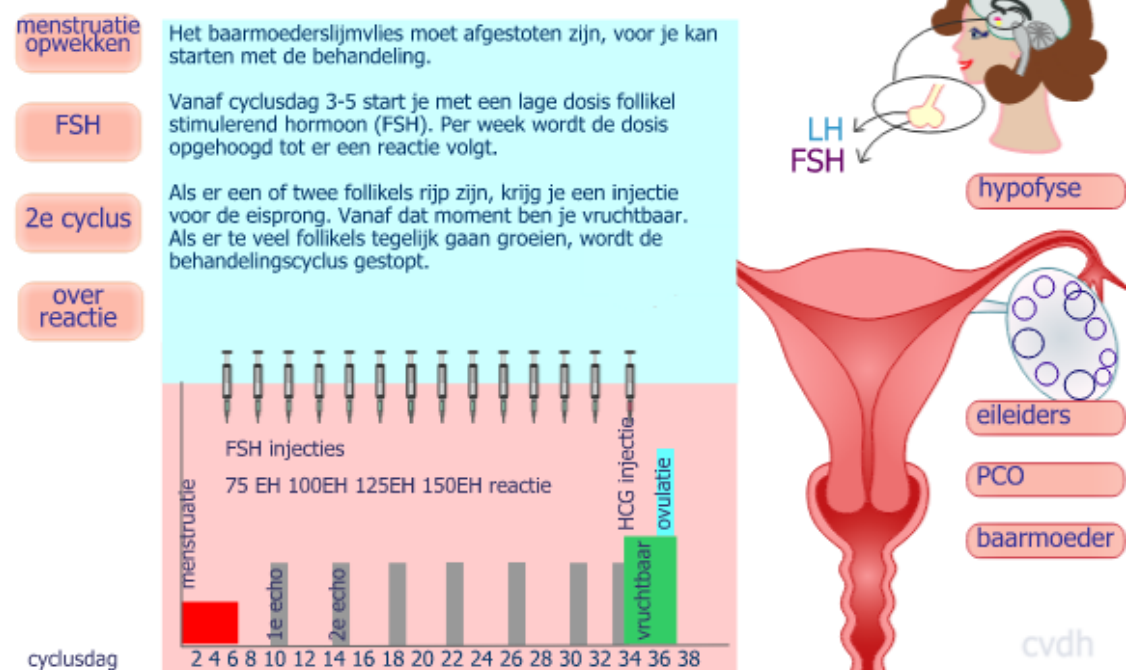 menstruatie
opwekken
FSH
2e cyclus
over
reactie
Het baarmoederslijmvlies moet afgestoten zijn, voor je kan
starten met de behandeling.
Vanaf cyclusdag 3-5 start je met een lage dosis follikel
stimulerend hormoon (FSH). Per week wordt de dosis
opgehoogd tot er een reactie volgt.
Als er een of twee follikels rijp zijn, krijg je een injectie
voor de eisprong. Vanaf dat moment ben je vruchtbaar.
Als er te veel follikels tegelijk gaan groeien, wordt de
behandelingscyclus gestopt.
FSH injecties
75 EH 100EH 125EH 150EH reactie
menstruatie
1e echo
2e echo
HCG injectie
vruchtbaar
ovulatie
cyclusdag
2 4 6 8 10 12 14 16 18 20 22 24 26 28 30 32 34 36 38
LH
FSH
hypofyse
eileiders
PCO
baarmoeder
cvdh